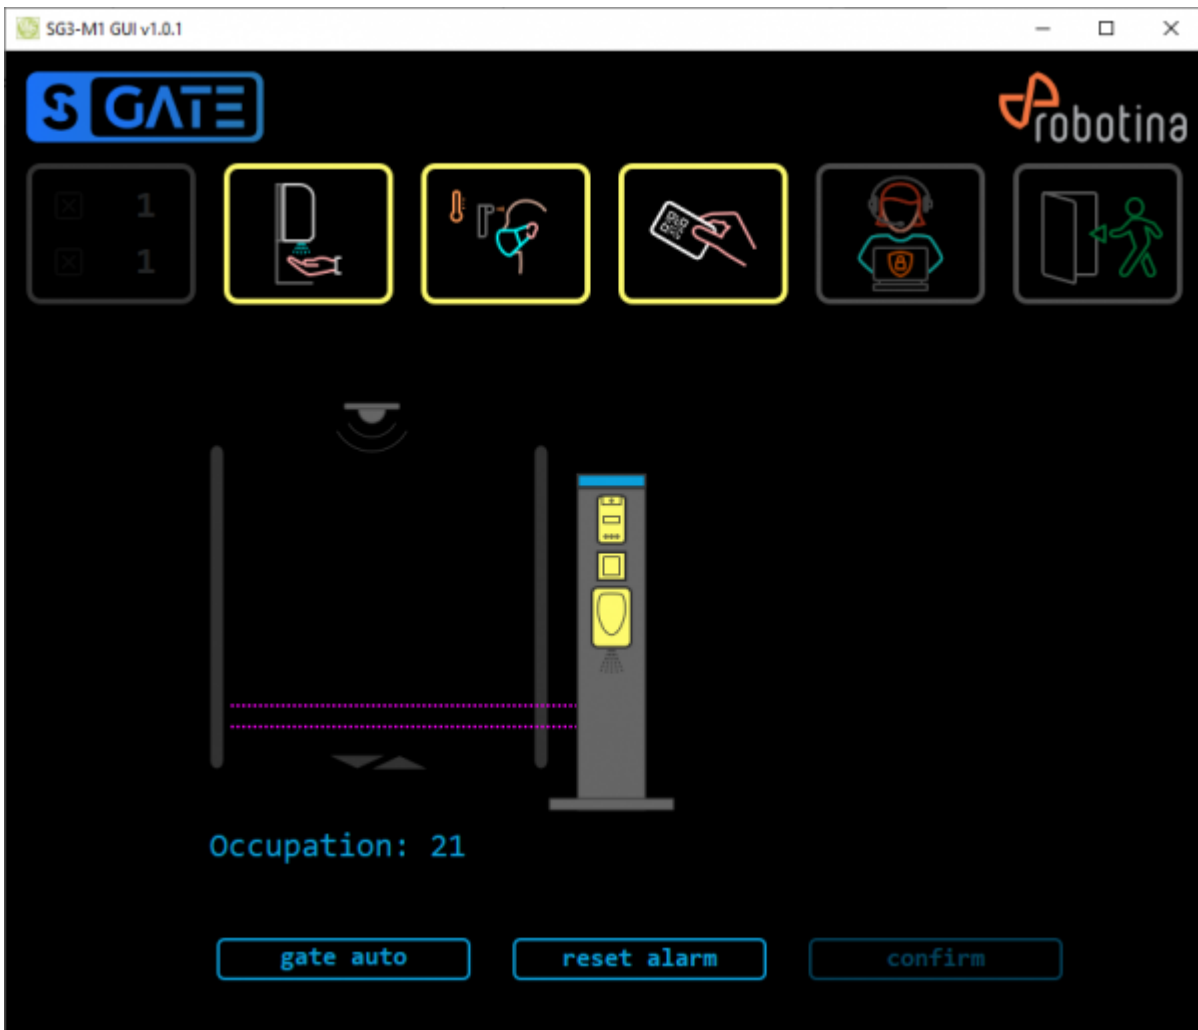 SG3-M1 GUI v1.0.1
S GATE
robotina
1
1
Occupation: 21
gate auto
reset alarm
confirm